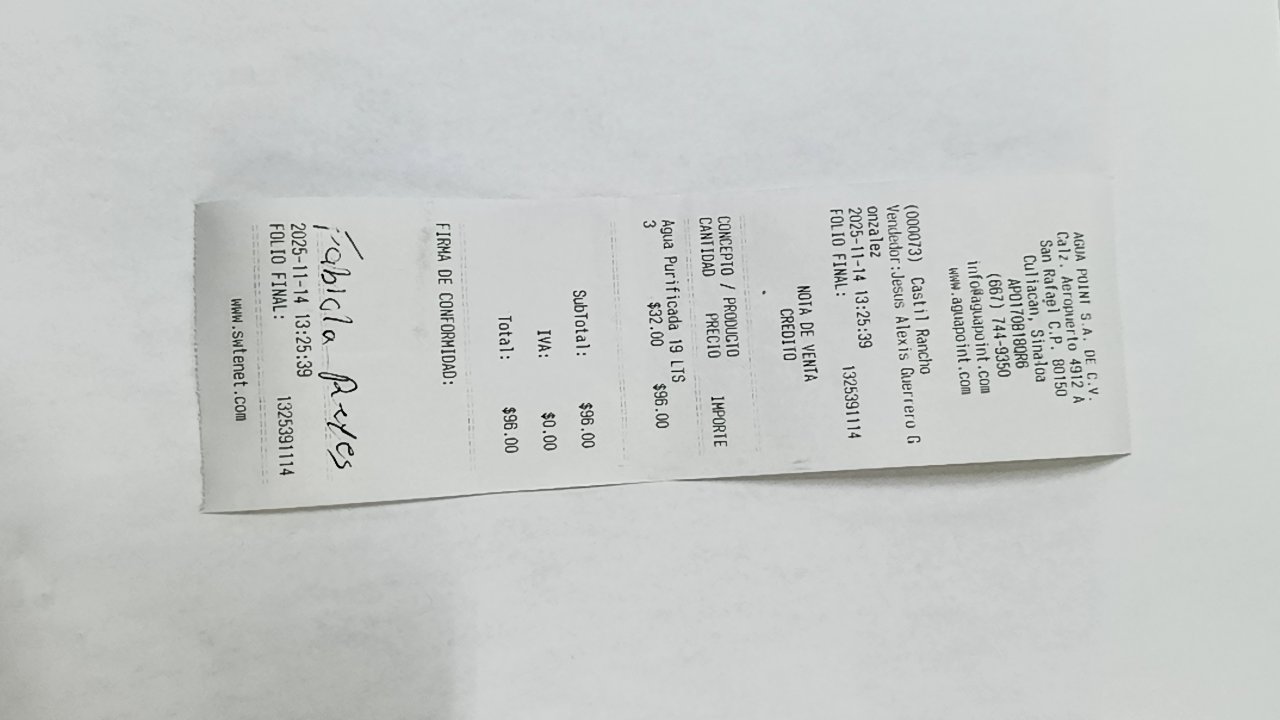 AGUA POINT S.A. DE C.V.
Calz. Aeropuerto 4912 A
San Rafael C.P. 80150
Culiacan, Sinaloa
APO170818DR6
(667) 744-9350
info@aguapoint.com
www.aguapoint.com
(000073) Castil Rancho
Vendedor:Jesus Alexis Guerrero G
onzalez
2025-11-14 13:25:39
FOLIO FINAL: 1325391114
NOTA DE VENTA
CREDITO
CONCEPTO / PRODUCTO
CANTIDAD PRECIO IMPORTE
Agua Purificada 19 LTS
3 $32.00 $96.00
SubTotal: $96.00
IVA: $0.00
Total: $96.00
FIRMA DE CONFORMIDAD:
Fabiola Reyes
2025-11-14 13:25:39
FOLIO FINAL: 1325391114
www.swtenet.com